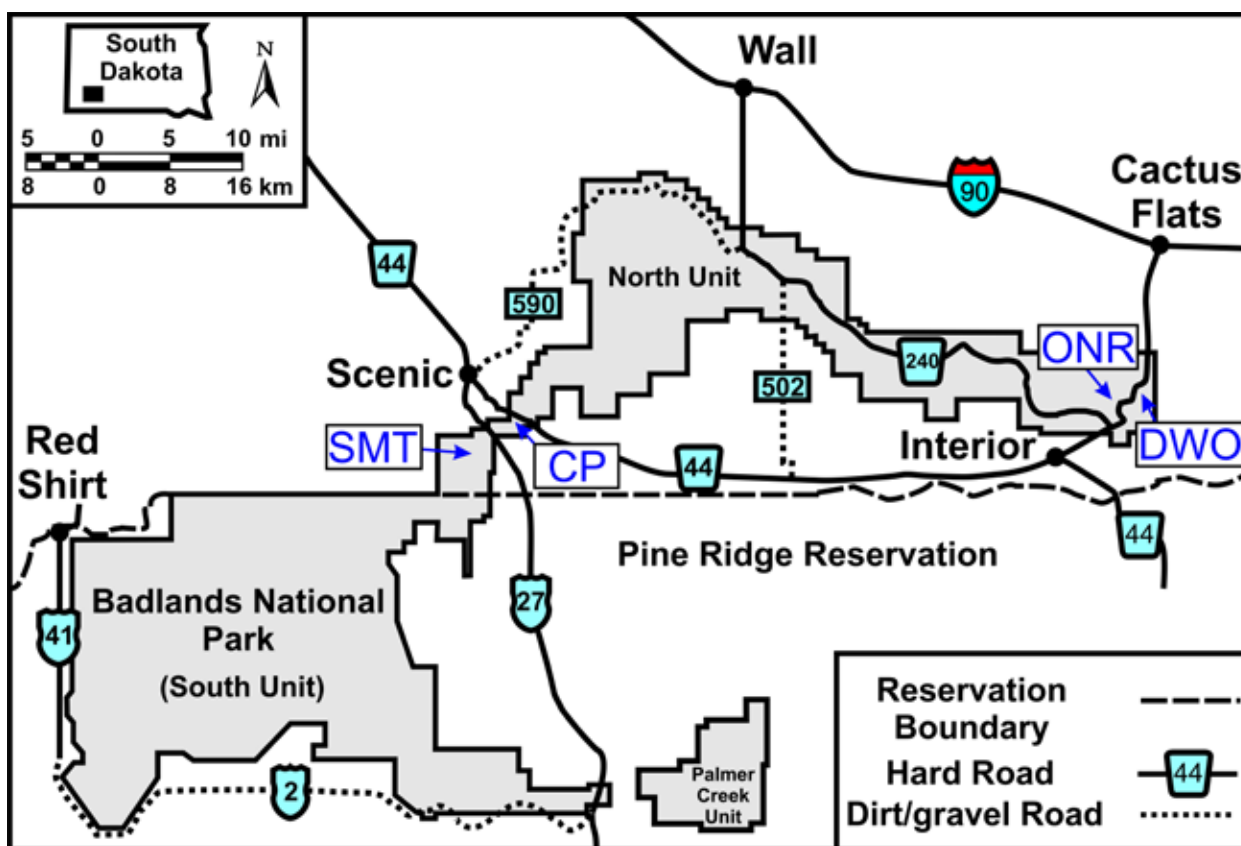 South
Dakota
N
5 0 5 10 mi
8 0 8 16 km
Wall
90
Cactus
Flats
44
590
North Unit
Scenic
240
ONR
502
Red
Shirt
SMT
CP
Interior
DWO
44
44
Pine Ridge Reservation
Badlands National
Park
(South Unit)
41
27
2
Palmer
Creek
Unit
Reservation
Boundary
Hard Road 44
Dirt/gravel Road